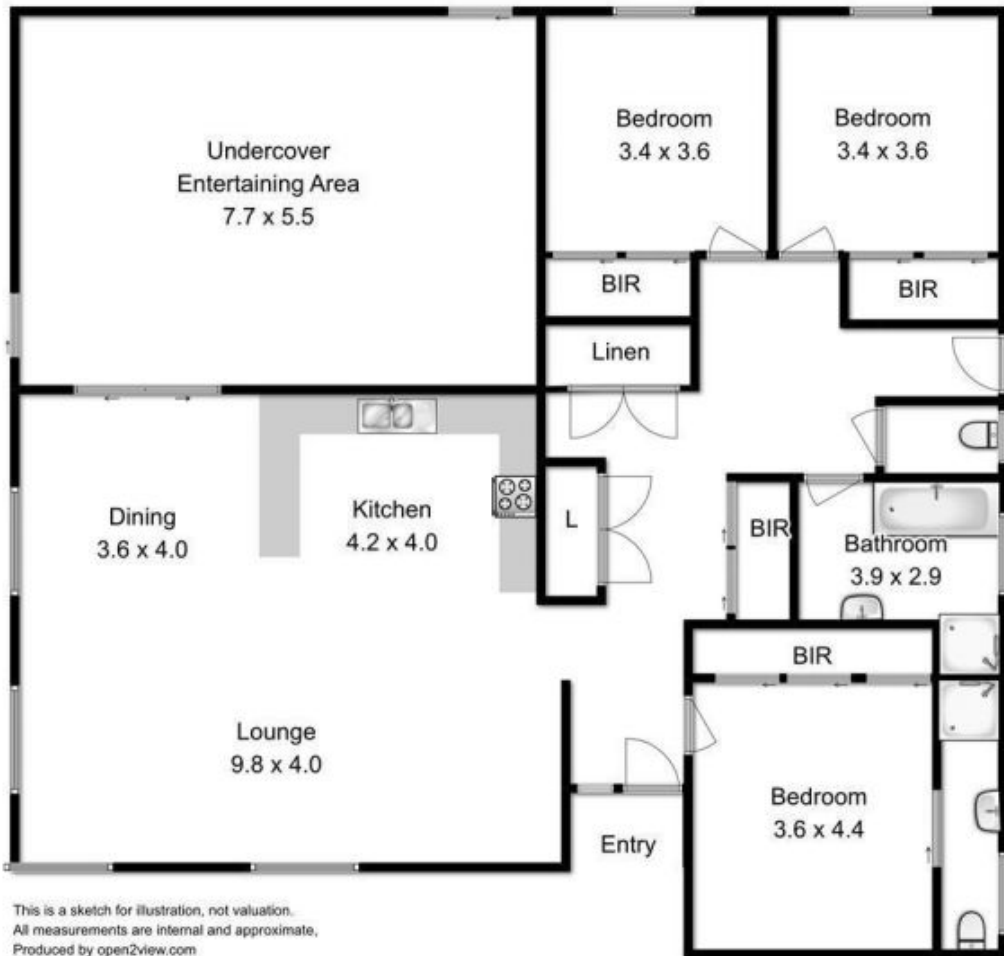 Undercover
Entertaining Area
7.7 x 5.5
Bedroom
3.4 x 3.6
Bedroom
3.4 x 3.6
BIR
BIR
Linen
Dining
3.6 x 4.0
Kitchen
4.2 x 4.0
L
BIR
Bathroom
3.9 x 2.9
BIR
Lounge
9.8 x 4.0
Entry
Bedroom
3.6 x 4.4
This is a sketch for illustration, not valuation.
All measurements are internal and approximate,
Produced by open2view.com